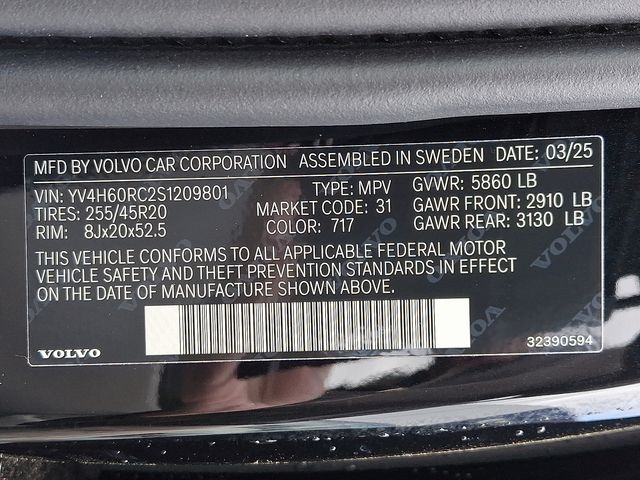 MFD BY VOLVO CAR CORPORATION ASSEMBLED IN SWEDEN DATE: 03/25
VIN: YV4H60RC2S1209801 TYPE: MPV GVWR: 5860 LB
TIRES: 255/45R20 MARKET CODE: 31 GAWR FRONT: 2910 LB
RIM: 8Jx20x52.5 COLOR: 717 GAWR REAR: 3130 LB
THIS VEHICLE CONFORMS TO ALL APPLICABLE FEDERAL MOTOR
VEHICLE SAFETY AND THEFT PREVENTION STANDARDS IN EFFECT
ON THE DATE OF MANUFACTURE SHOWN ABOVE.
VOLVO 32390594